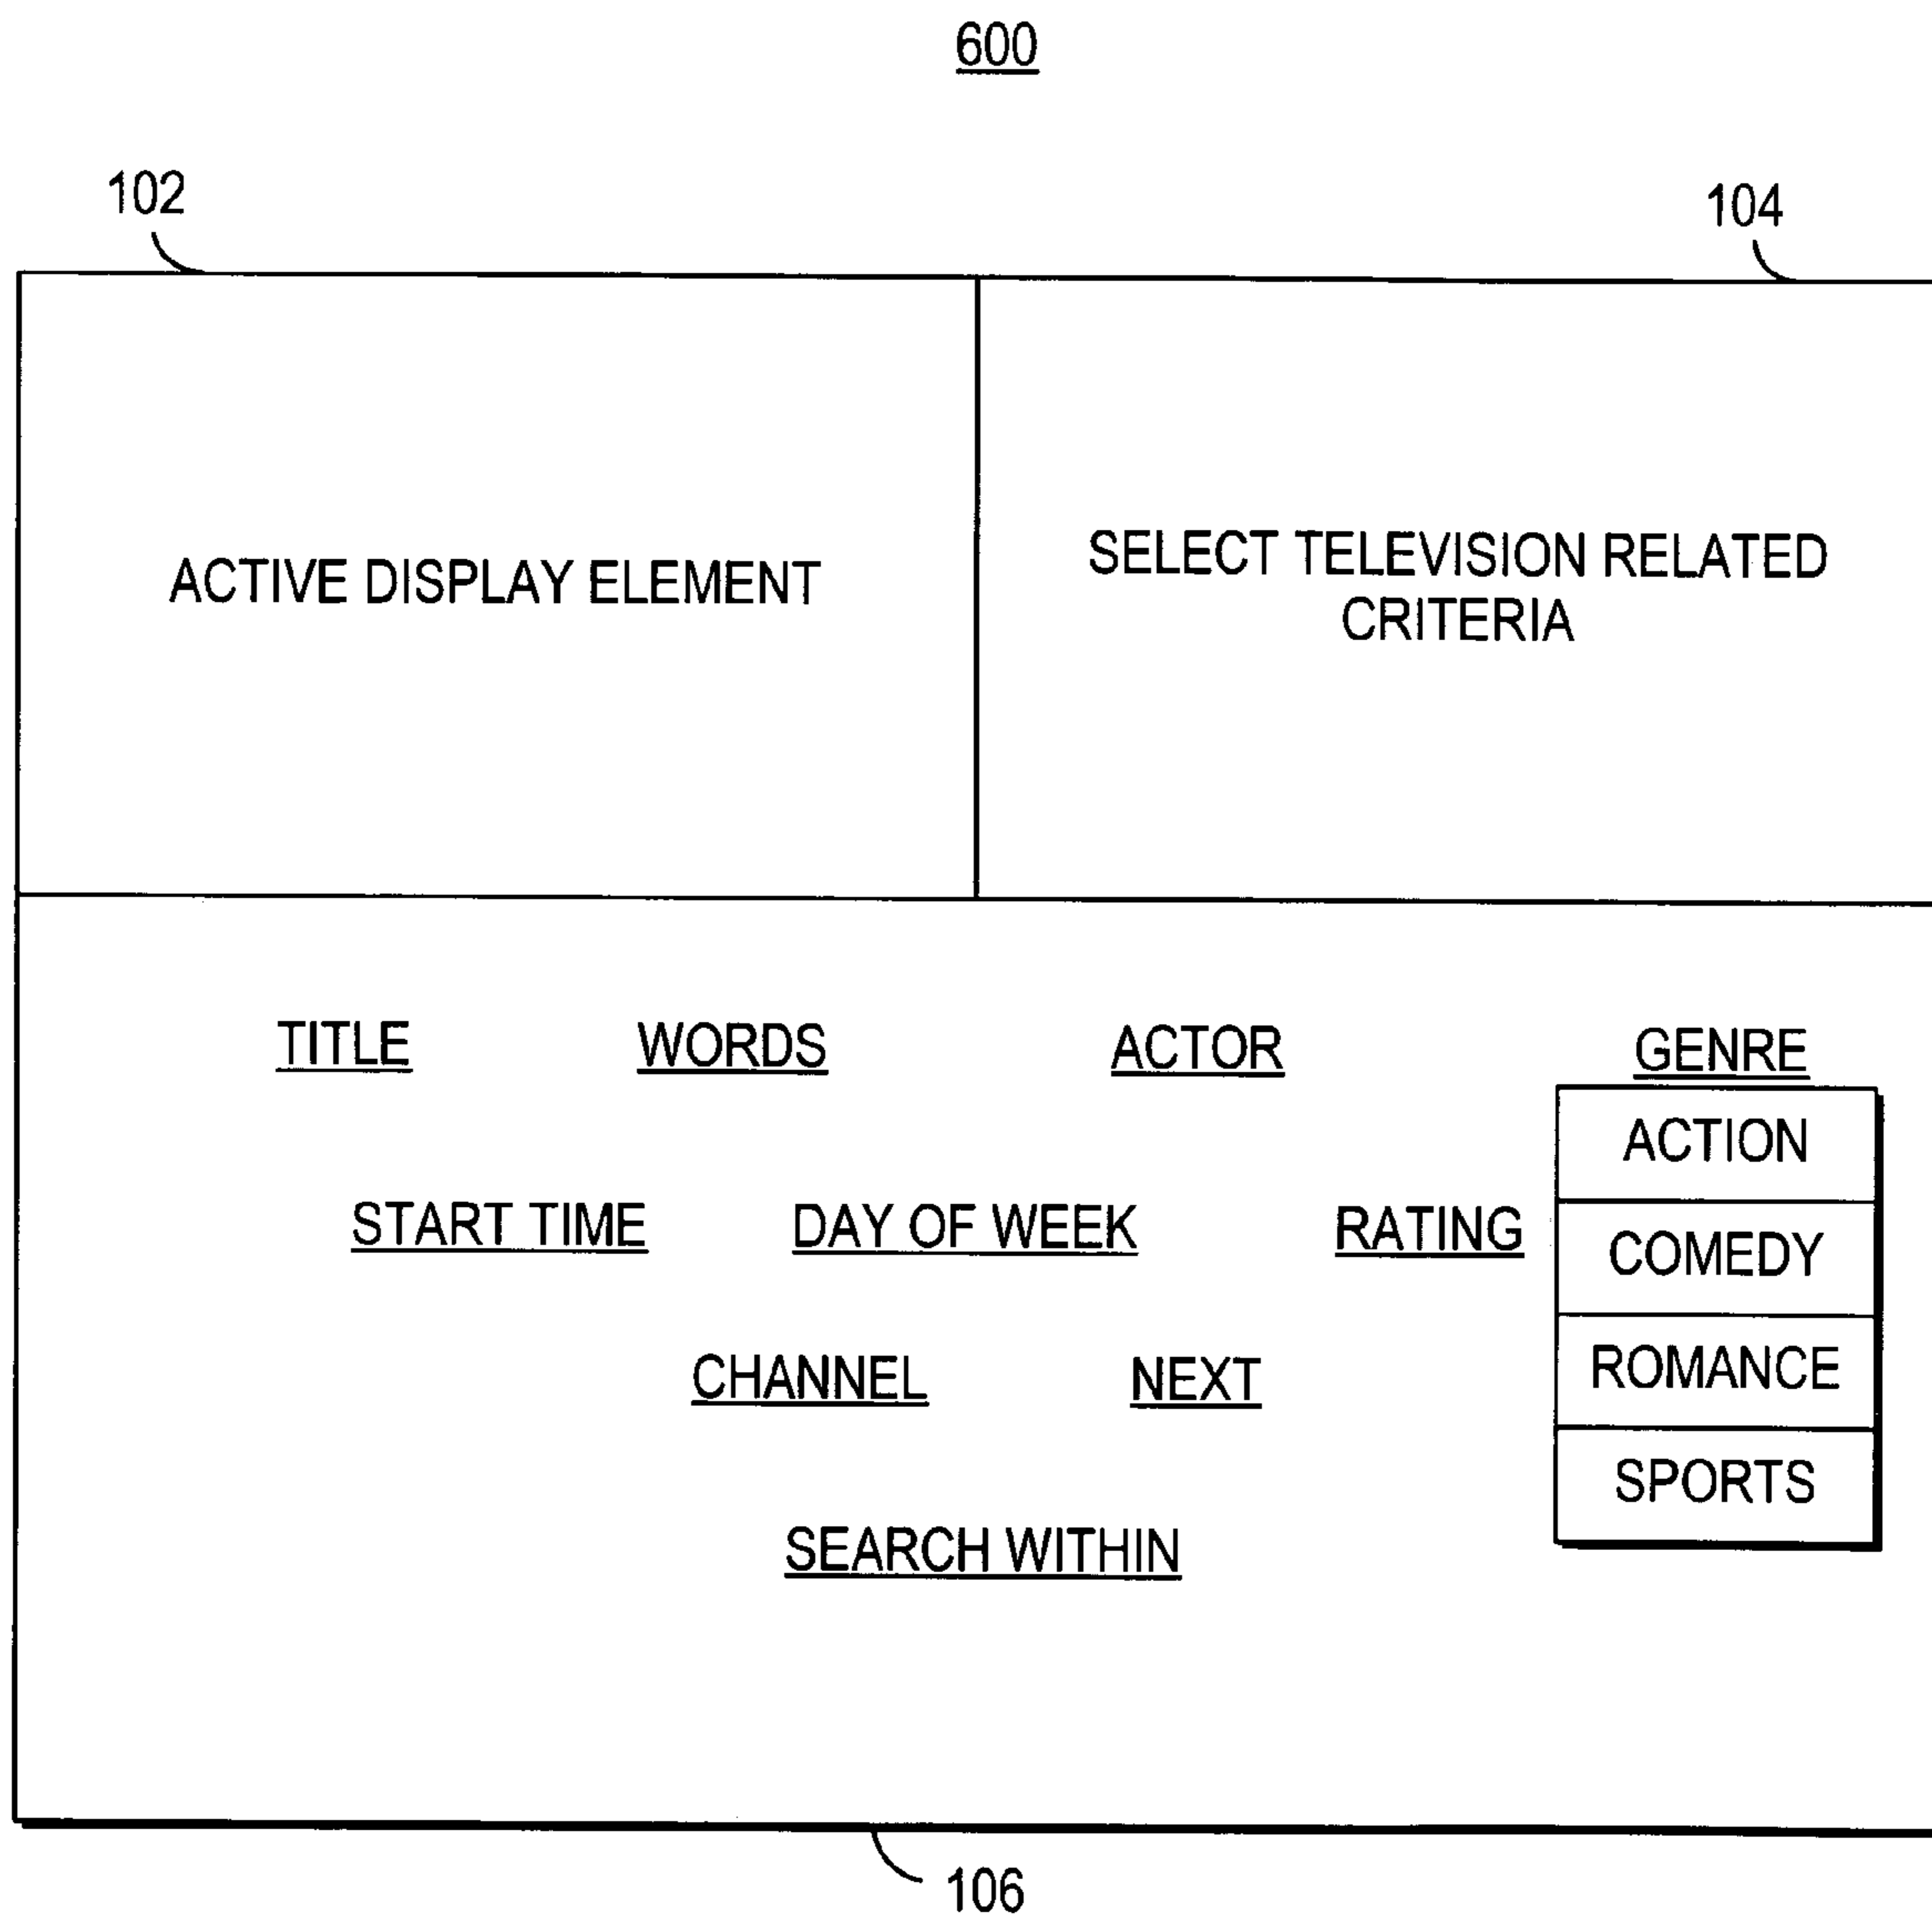 600
102
104
ACTIVE DISPLAY ELEMENT
SELECT TELEVISION RELATED
CRITERIA
TITLE WORDS ACTOR GENRE
ACTION
START TIME DAY OF WEEK RATING
COMEDY
CHANNEL NEXT
ROMANCE
SPORTS
SEARCH WITHIN
106